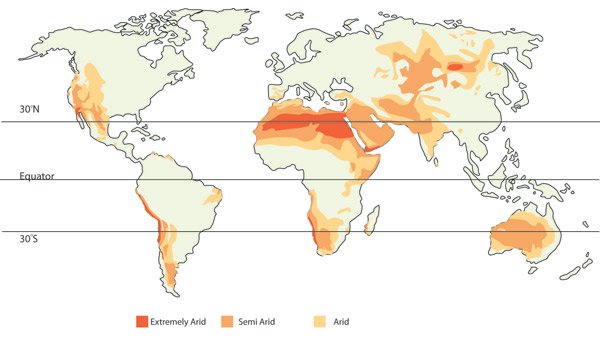 30°N
Equator
30°S
Extremely Arid
Semi Arid
Arid